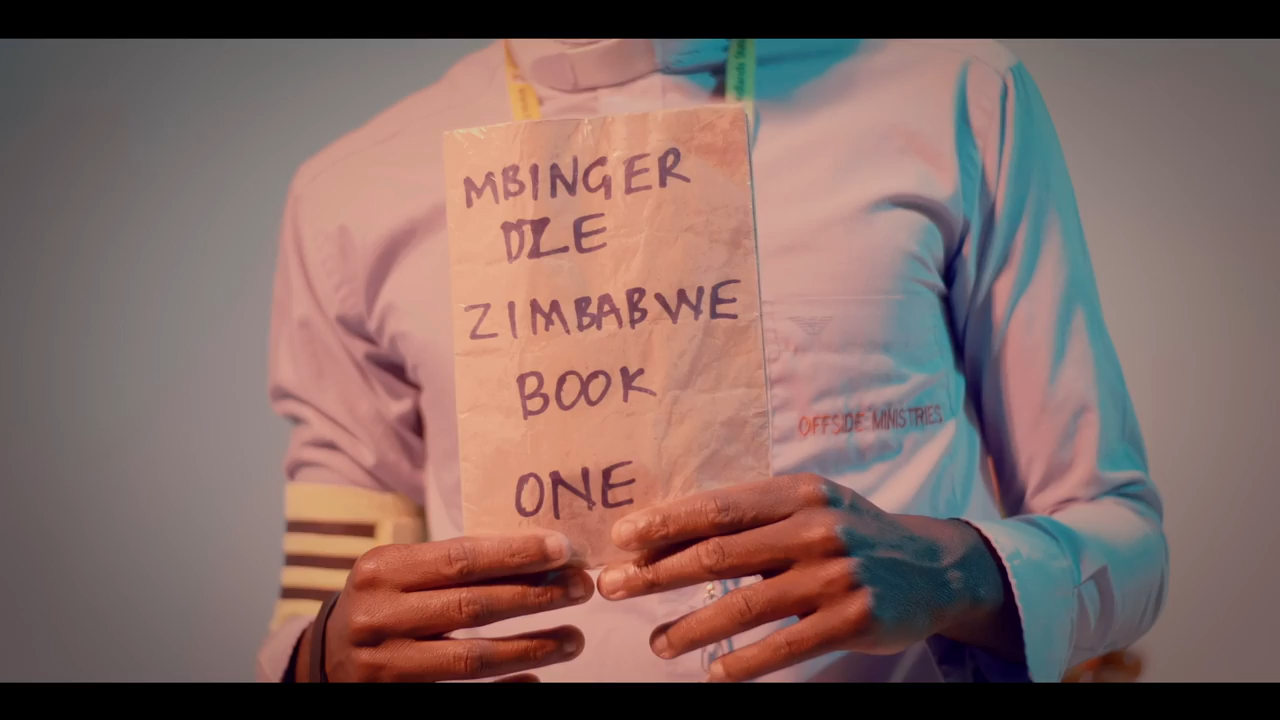 MBINGER
DZE
ZIMBABWE
BOOK
ONE
OFFSIDE MINISTRIES